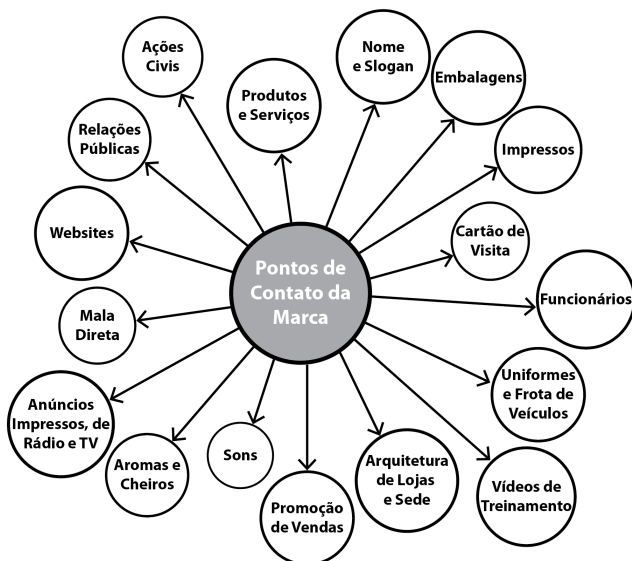 Pontos de
Contato da
Marca
Produtos
e Serviços
Nome
e Slogan
Embalagens
Impressos
Cartão de
Visita
Funcionários
Uniformes
e Frota de
Veículos
Vídeos de
Treinamento
Arquitetura
de Lojas
e Sede
Promoção
de Vendas
Sons
Aromas e
Cheiros
Anúncios
Impressos, de
Rádio e TV
Mala
Direta
Websites
Relações
Públicas
Ações
Civis